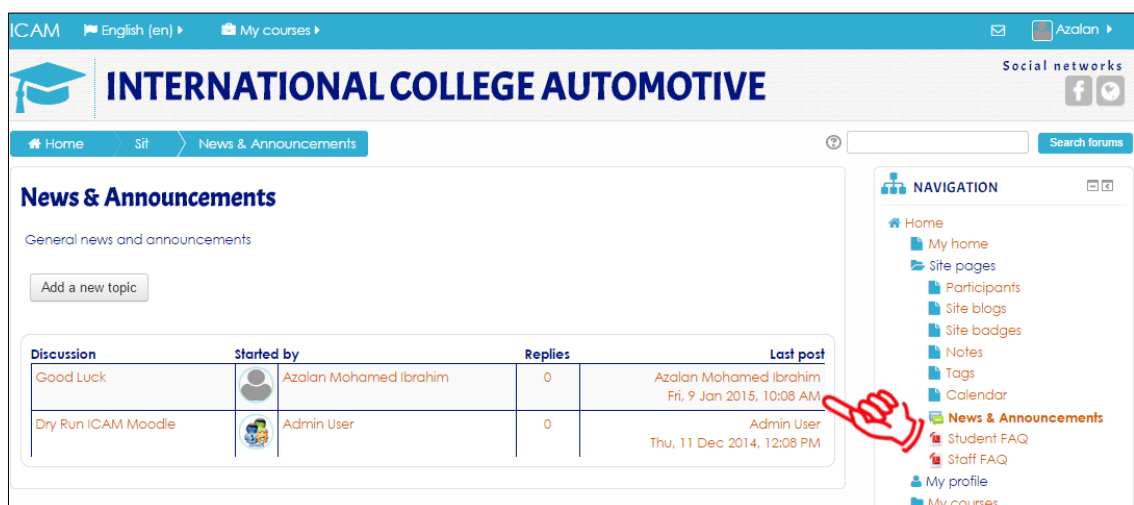 ICAM English (en) My courses Azalan
INTERNATIONAL COLLEGE AUTOMOTIVE
Social networks
Home Sit News & Announcements
Search forums
News & Announcements
General news and announcements
Add a new topic
Discussion Started by Replies Last post
Good Luck Azalan Mohamed Ibrahim 0 Azalan Mohamed Ibrahim
Fri, 9 Jan 2015, 10:08 AM
Dry Run ICAM Moodle Admin User 0 Admin User
Thu, 11 Dec 2014, 12:08 PM
NAVIGATION
Home
My home
Site pages
Participants
Site blogs
Site badges
Notes
Tags
Calendar
News & Announcements
Student FAQ
Staff FAQ
My profile
My courses